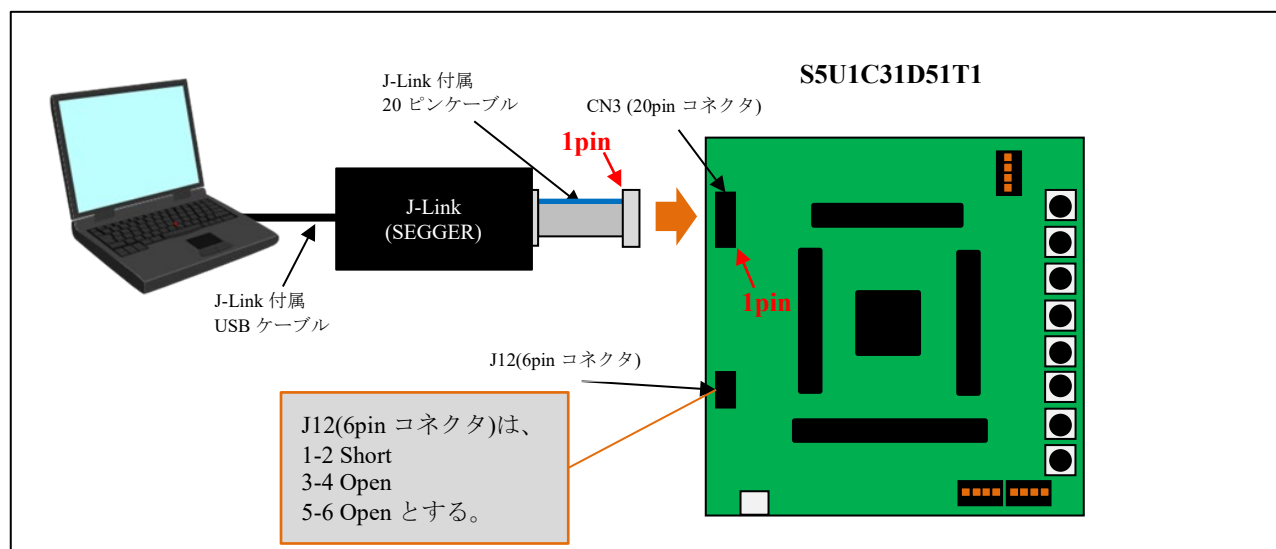 S5U1C31D51T1
J-Link 付属
20 ピンケーブル
CN3 (20pin コネクタ)
1pin
J-Link
(SEGGER)
1pin
J-Link 付属
USB ケーブル
J12(6pin コネクタ)
J12(6pin コネクタ)は、
1-2 Short
3-4 Open
5-6 Open とする。